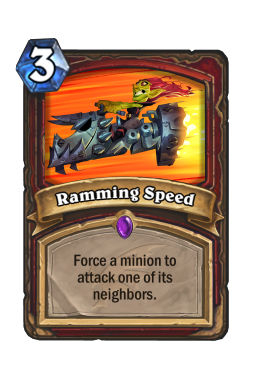 3
Ramming Speed
Force a minion to
attack one of its
neighbors.